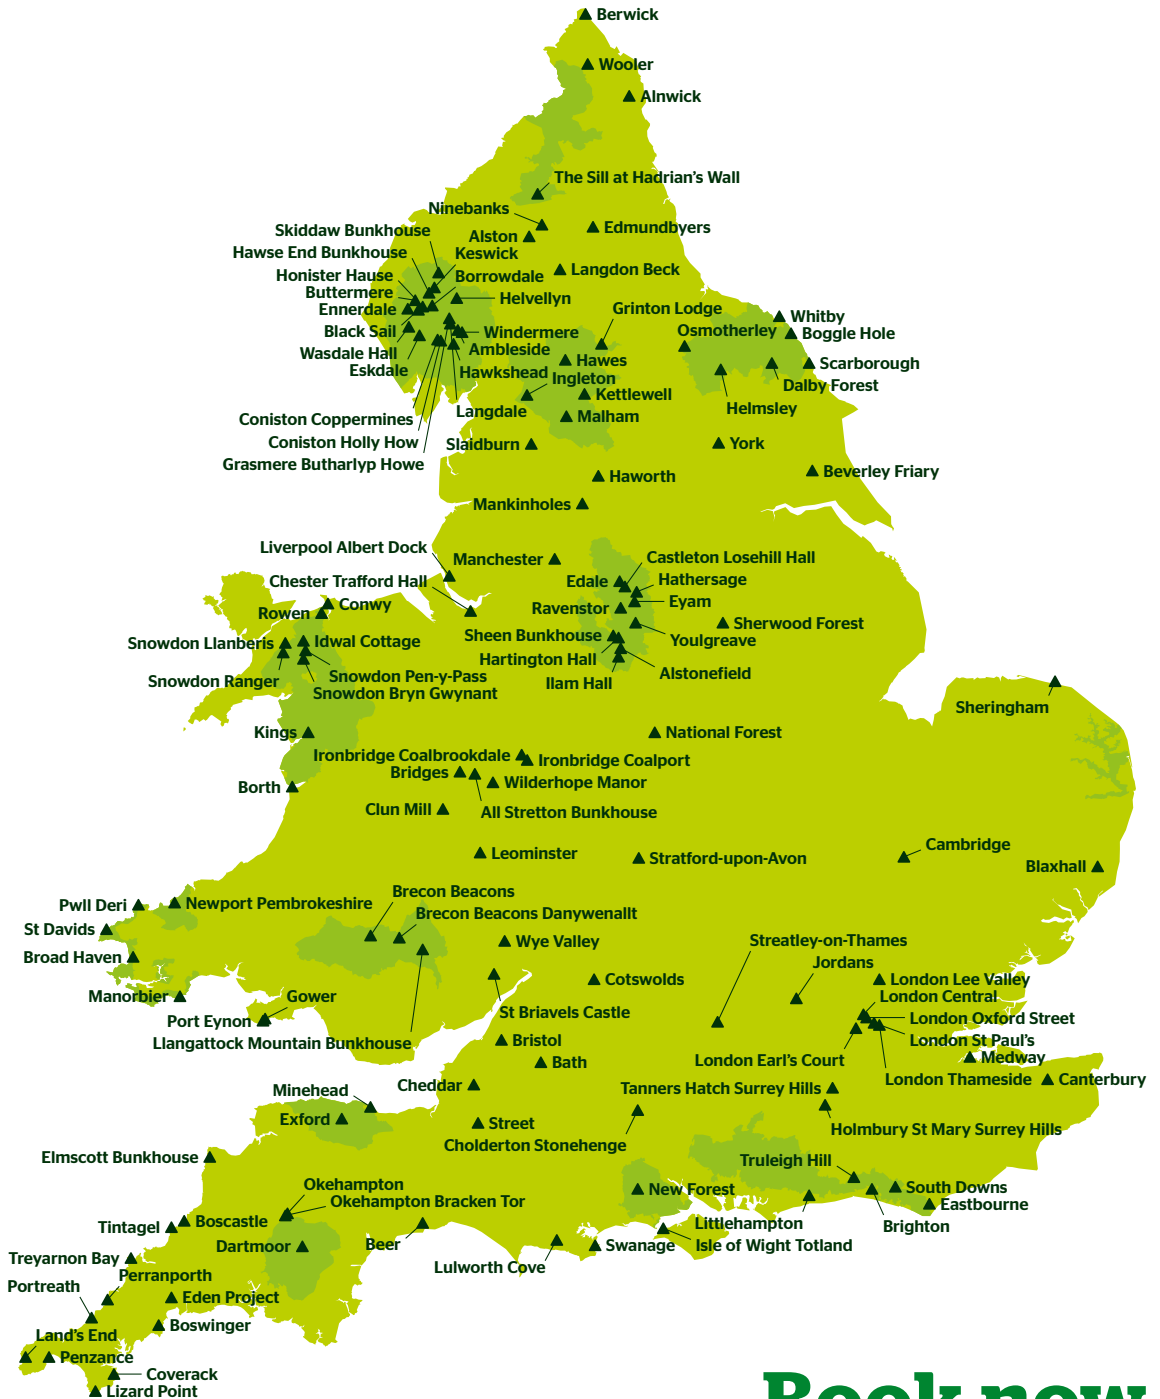 Berwick
Wooler
Alnwick
The Sill at Hadrian's Wall
Ninebanks
Skiddaw Bunkhouse
Edmundbyers
Alston
Hawse End Bunkhouse
Keswick
Langdon Beck
Honister Hause
Borrowdale
Buttermere
Helvellyn
Ennerdale
Grinton Lodge
Whitby
Black Sail
Windermere
Osmotherley
Boggle Hole
Wasdale Hall
Ambleside
Hawes
Scarborough
Eskdale
Hawkshead
Ingleton
Dalby Forest
Kettlewell
Helmsley
Langdale
Malham
Coniston Coppermines
Coniston Holly How
Slaidburn
York
Grasmere Butharlyp Howe
Beverley Friary
Haworth
Mankinholes
Liverpool Albert Dock
Manchester
Castleton Losehill Hall
Chester Trafford Hall
Edale
Hathersage
Conwy
Eyam
Rowen
Ravenstor
Sherwood Forest
Sheen Bunkhouse
Youlgreave
Snowdon Llanberis
Idwal Cottage
Hartington Hall
Alstonefield
Snowdon Pen-y-Pass
Snowdon Ranger
Ilam Hall
Snowdon Bryn Gwynant
Sheringham
Kings
National Forest
Ironbridge Coalbrookdale
Ironbridge Coalport
Bridges
Wilderhope Manor
Borth
Clun Mill
All Stretton Bunkhouse
Cambridge
Leominster
Stratford-upon-Avon
Blaxhall
Brecon Beacons
Pwll Deri
Newport Pembrokeshire
Brecon Beacons Danywenallt
St Davids
Wye Valley
Streatley-on-Thames
Broad Haven
Jordans
Cotswolds
London Lee Valley
Manorbier
Gower
London Central
St Briavels Castle
London Oxford Street
Port Eynon
London St Paul's
Llangattock Mountain Bunkhouse
Bristol
Medway
London Earl's Court
Bath
London Thameside
Canterbury
Cheddar
Minehead
Tanners Hatch Surrey Hills
Exford
Street
Holmbury St Mary Surrey Hills
Cholderton Stonehenge
Elmscott Bunkhouse
Truleigh Hill
Okehampton
New Forest
South Downs
Okehampton Bracken Tor
Eastbourne
Boscastle
Littlehampton
Brighton
Tintagel
Dartmoor
Beer
Swanage
Isle of Wight Totland
Treyarnon Bay
Lulworth Cove
Perranporth
Portreath
Eden Project
Boswinger
Land's End
Penzance
Coverack
Lizard Point
Book now